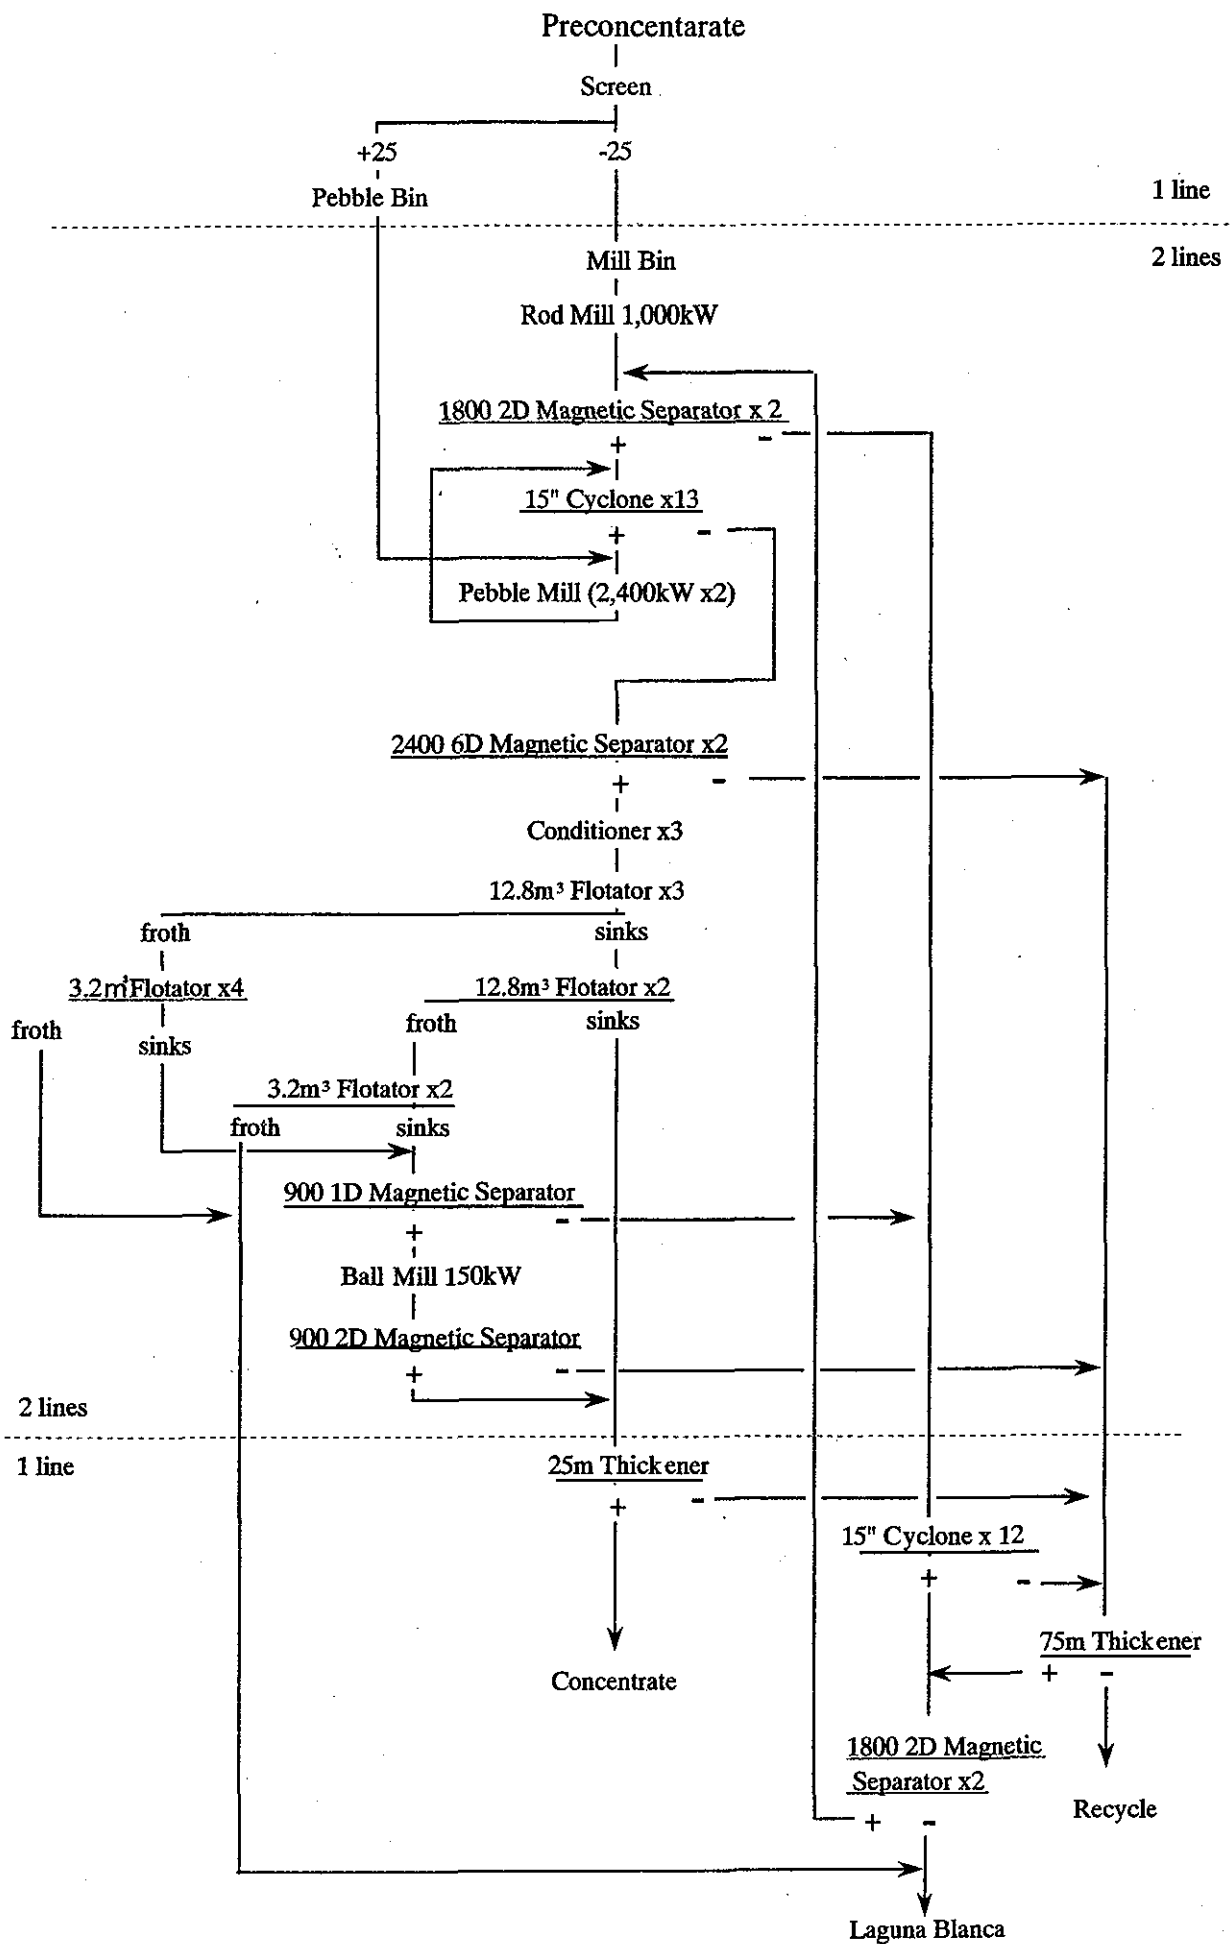 Preconcentarate
Screen
+25
-25
Pebble Bin
1 line
2 lines
Mill Bin
Rod Mill 1,000kW
1800 2D Magnetic Separator x 2
+ -
15" Cyclone x13
+ -
Pebble Mill (2,400kW x2)
2400 6D Magnetic Separator x2
+ -
Conditioner x3
12.8m³ Flotator x3
froth
sinks
3.2㎥Flotator x4
12.8m³ Flotator x2
froth
froth
sinks
sinks
3.2m³ Flotator x2
froth
sinks
900 1D Magnetic Separator
+ -
Ball Mill 150kW
900 2D Magnetic Separator
+ -
2 lines
1 line
25m Thickener
+ -
15" Cyclone x 12
+ -
75m Thickener
+ -
Concentrate
1800 2D Magnetic
Separator x2
+ -
Recycle
Laguna Blanca